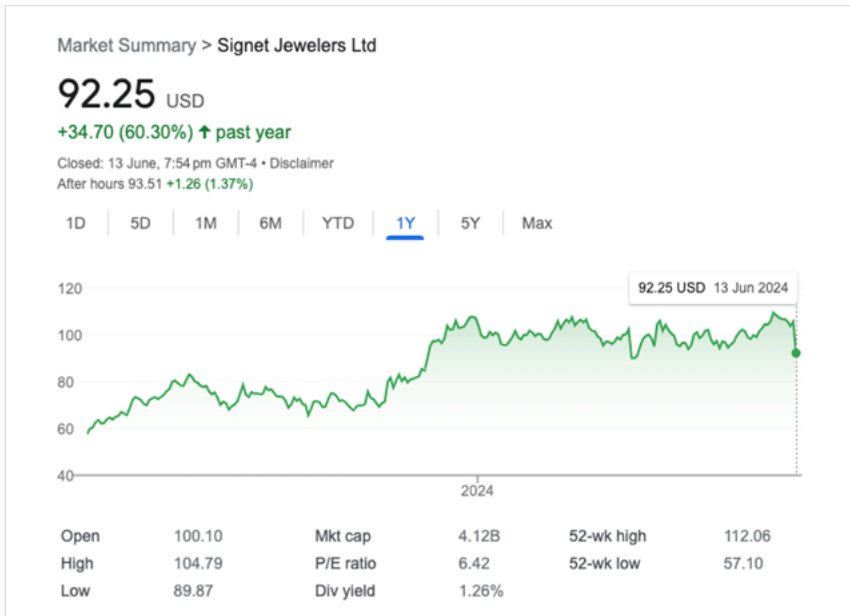 Market Summary > Signet Jewelers Ltd
92.25 USD
+34.70 (60.30%) ↑ past year
Closed: 13 June, 7:54 pm GMT-4 • Disclaimer
After hours 93.51 +1.26 (1.37%)
1D 5D 1M 6M YTD 1Y 5Y Max
92.25 USD 13 Jun 2024
120
100
80
60
40
2024
Open 100.10 Mkt cap 4.12B 52-wk high 112.06
High 104.79 P/E ratio 6.42 52-wk low 57.10
Low 89.87 Div yield 1.26%